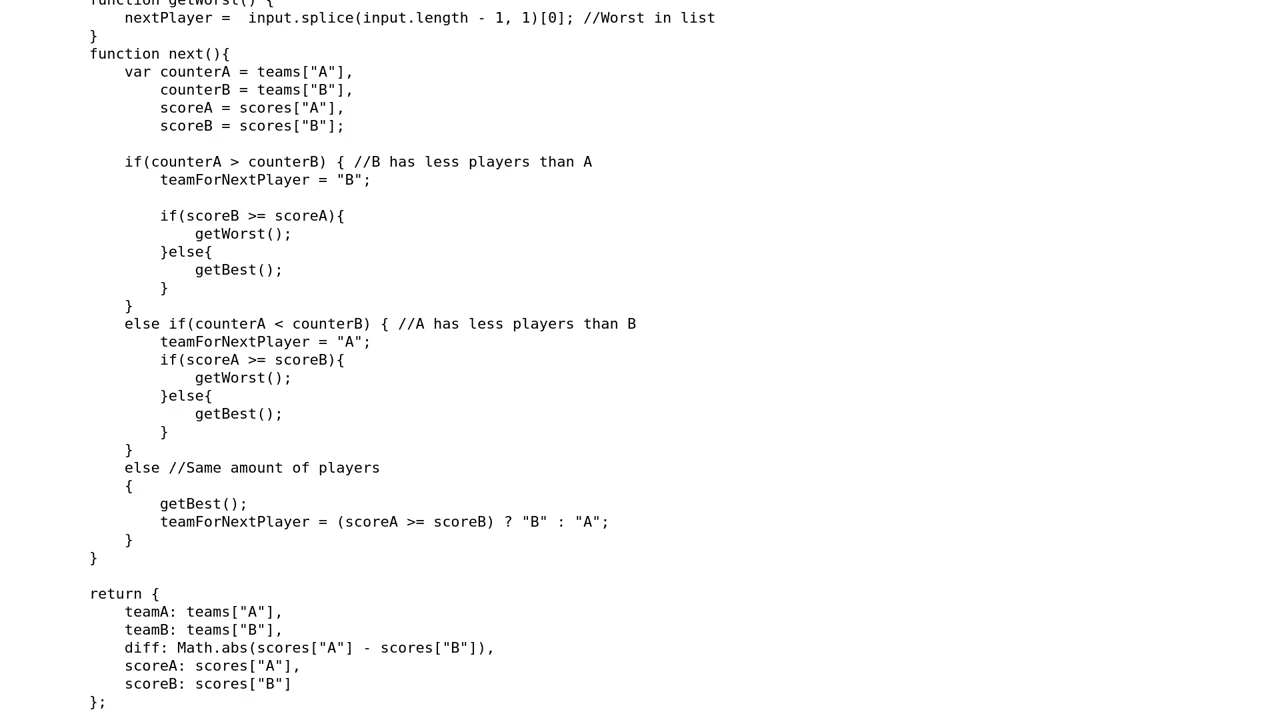 function getWorst() {
nextPlayer =  input.splice(input.length - 1, 1)[0]; //Worst in list
}
function next(){
var counterA = teams["A"],
counterB = teams["B"],
scoreA = scores["A"],
scoreB = scores["B"];
if(counterA > counterB) { //B has less players than A
teamForNextPlayer = "B";
if(scoreB >= scoreA){
getWorst();
}else{
getBest();
}
}
else if(counterA < counterB) { //A has less players than B
teamForNextPlayer = "A";
if(scoreA >= scoreB){
getWorst();
}else{
getBest();
}
}
else //Same amount of players
{
getBest();
teamForNextPlayer = (scoreA >= scoreB) ? "B" : "A";
}
}
return {
teamA: teams["A"],
teamB: teams["B"],
diff: Math.abs(scores["A"] - scores["B"]),
scoreA: scores["A"],
scoreB: scores["B"]
};